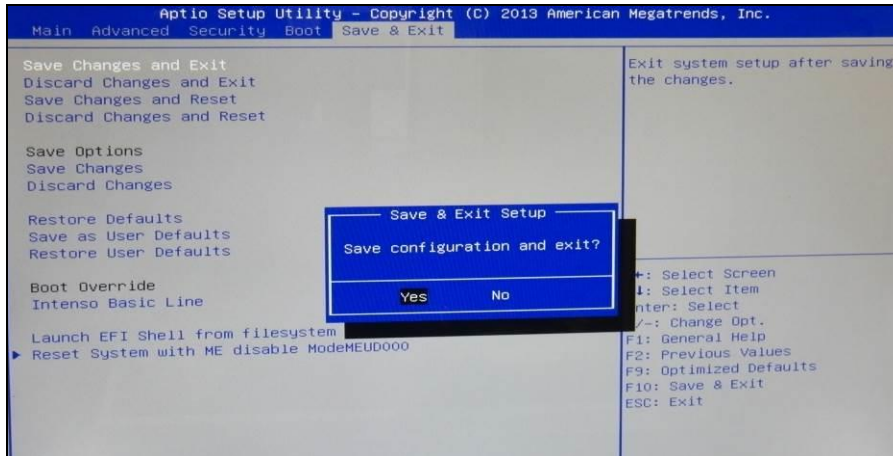 Aptio Setup Utility – Copyright (C) 2013 American Megatrends, Inc.
Main Advanced Security Boot Save & Exit
Save Changes and Exit
Discard Changes and Exit
Save Changes and Reset
Discard Changes and Reset
Save Options
Save Changes
Discard Changes
Restore Defaults
Save as User Defaults
Restore User Defaults
Boot Override
Intenso Basic Line
Launch EFI Shell from filesystem
Reset System with ME disable ModeMEUD000
Save & Exit Setup
Save configuration and exit?
Yes No
Exit system setup after saving
the changes.
: Select Screen
: Select Item
nter: Select
/-: Change Opt.
F1: General Help
F2: Previous Values
F9: Optimized Defaults
F10: Save & Exit
ESC: Exit